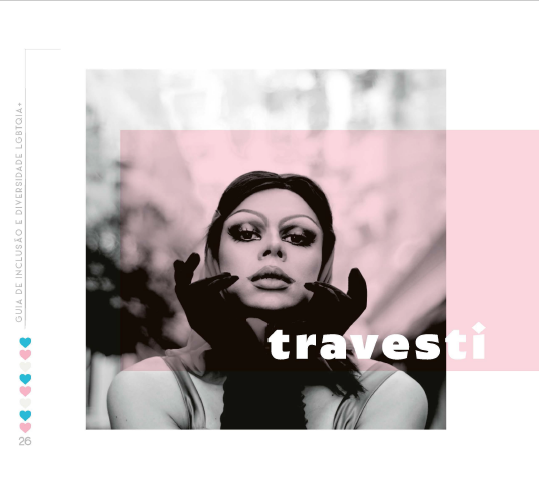 GUIA DE INCLUSÃO E DIVERSIDADE LGBTQIA+
travesti
26